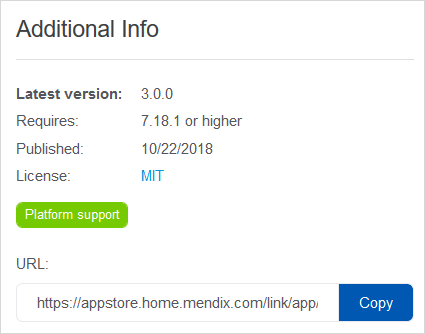 Additional Info
Latest version: 3.0.0
Requires: 7.18.1 or higher
Published: 10/22/2018
License: MIT
Platform support
URL:
https://appstore.home.mendix.com/link/app/ Copy